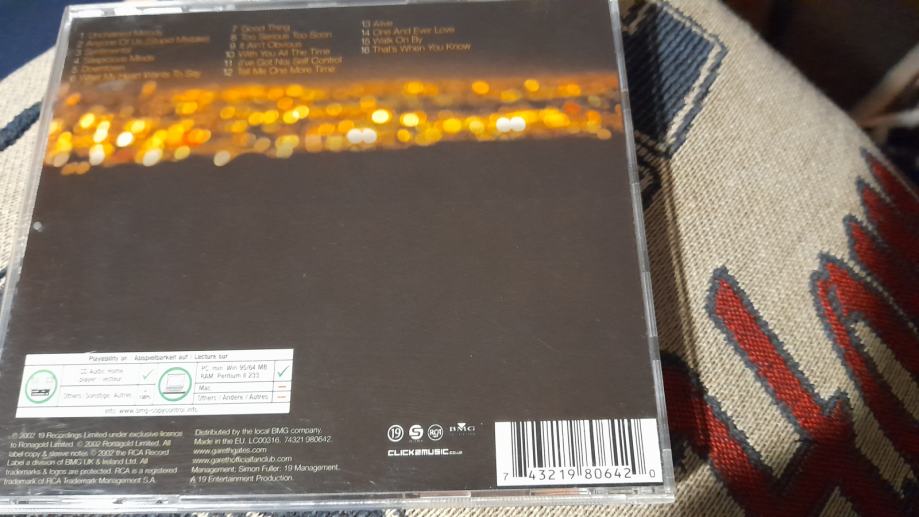 1 Unchained Melody
2 Anyone Of Us (Stupid Mistake)
3 Sentimental
4 Suspicious Minds
5 Downtown
6 What My Heart Wants To Say
7 Good Thing
8 Too Serious Too Soon
9 It Ain't Obvious
10 With You All The Time
11 (I've Got No) Self Control
12 Tell Me One More Time
13 Alive
14 One And Ever Love
15 Walk On By
16 That's When You Know
Playability on : Abspielbarkeit auf : Lecture sur
CD Audio, Home
player : lecteur
Others : Sonstige : Autres
PC min. Win 95/64 MB
RAM Pentium II 233
Mac
Others / Andere / Autres
info: www.bmg-copycontrol.info
℗ 2002 19 Recordings Limited under exclusive licence
to Ronagold Limited. © 2002 Ronagold Limited. All
label copy & sleeve notes © 2002 the RCA Record
Label a division of BMG UK & Ireland Ltd. All
trademarks & logos are protected. RCA is a registered
trademark of RCA Trademark Management S.A.
Distributed by the local BMG company.
Made in the EU. LC00316. 74321 980642.
www.garethgates.com
www.garethofficialfanclub.com
Management: Simon Fuller: 19 Management.
A 19 Entertainment Production.
19 S RCA BMG
CLICK2MUSIC.co.uk
7 43219 80642 0